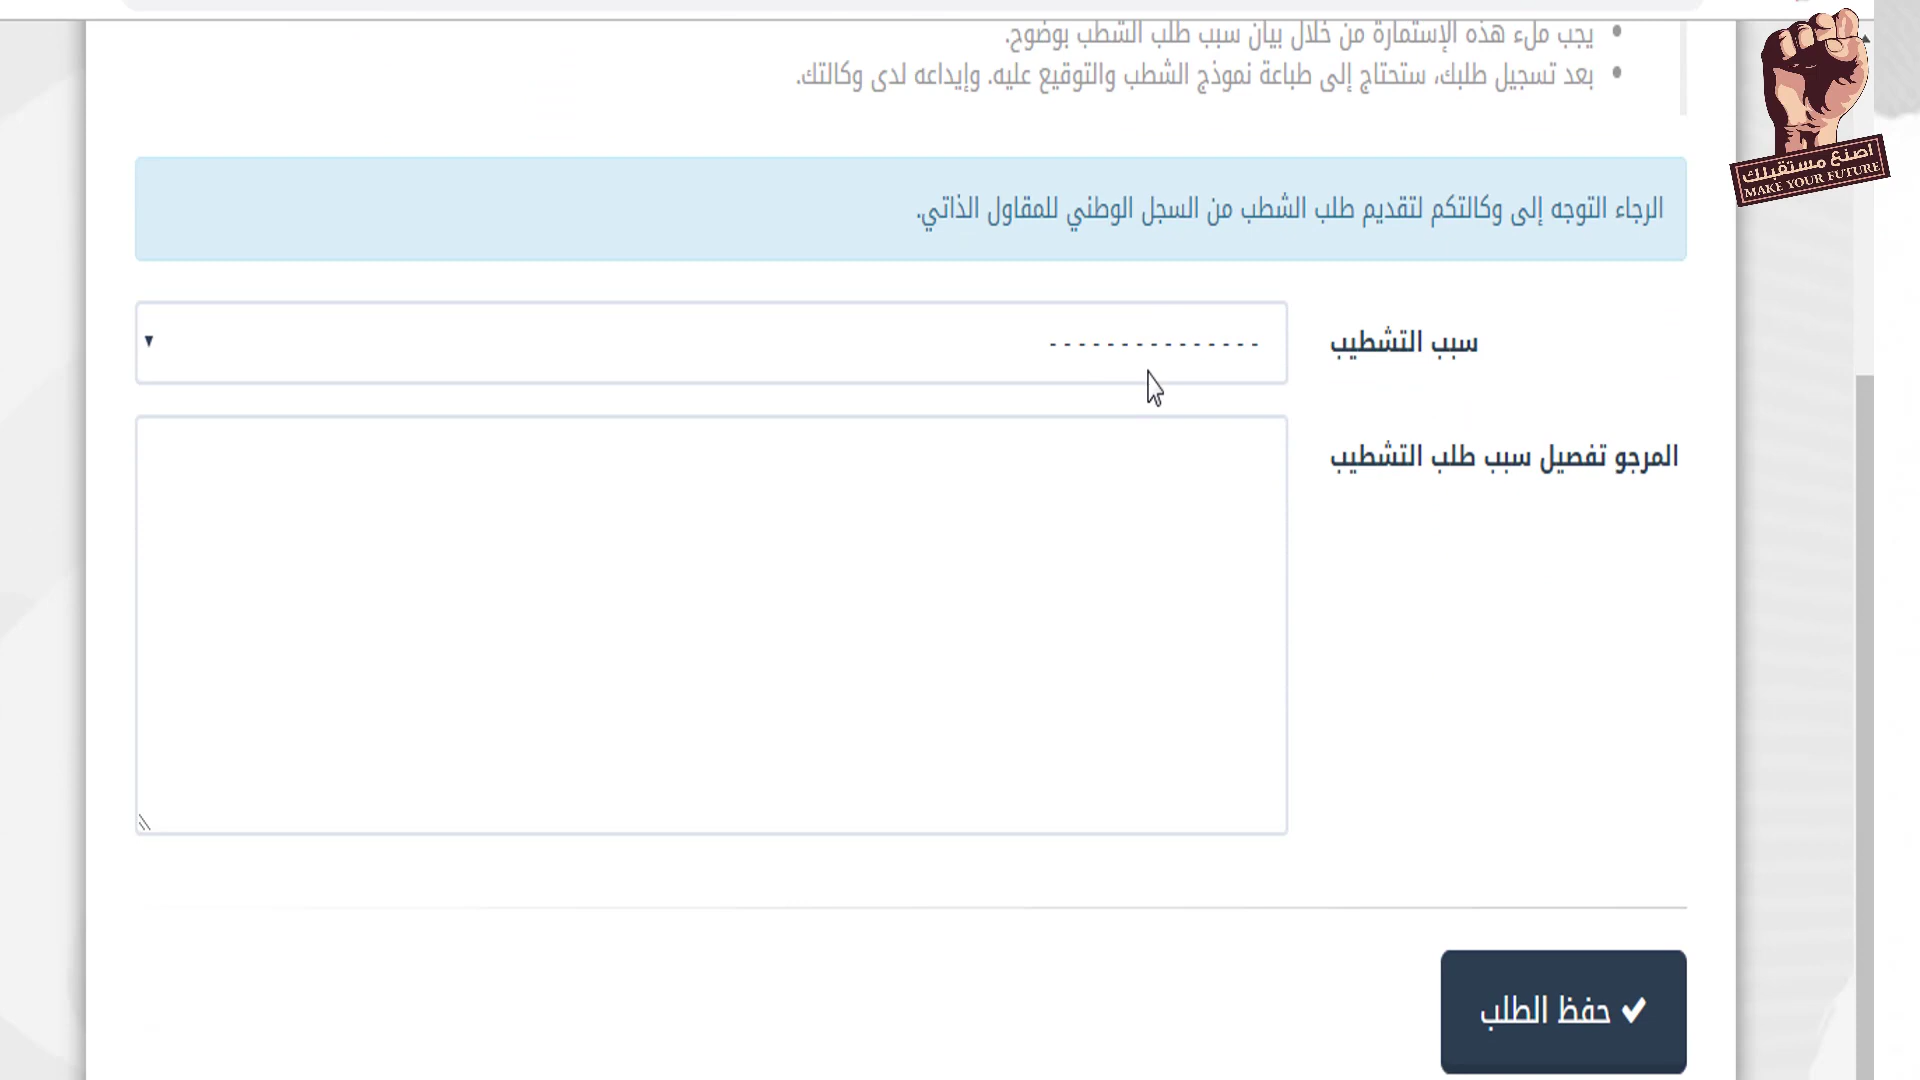 يجب ملء هذه الإستمارة من خلال بيان سبب طلب الشطب بوضوح.
بعد تسجيل طلبك، ستحتاج إلى طباعة نموذج الشطب والتوقيع عليه. وإيداعه لدى وكالتك.
اصنع مستقبلك
MAKE YOUR FUTURE
الرجاء التوجه إلى وكالتكم لتقديم طلب الشطب من السجل الوطني للمقاول الذاتي.
سبب التشطيب
- - - - - - - - - - - - - - -
المرجو تفصيل سبب طلب التشطيب
حفظ الطلب